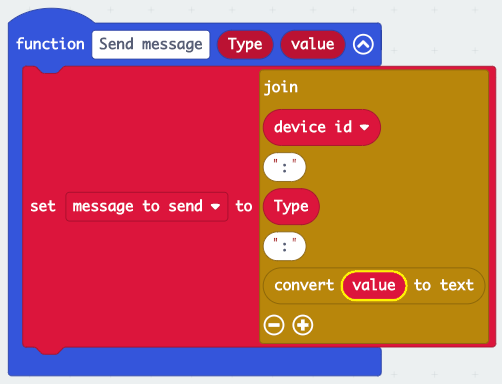 function Send message Type value
join
device id
":"
set message to send to Type
":"
convert value to text